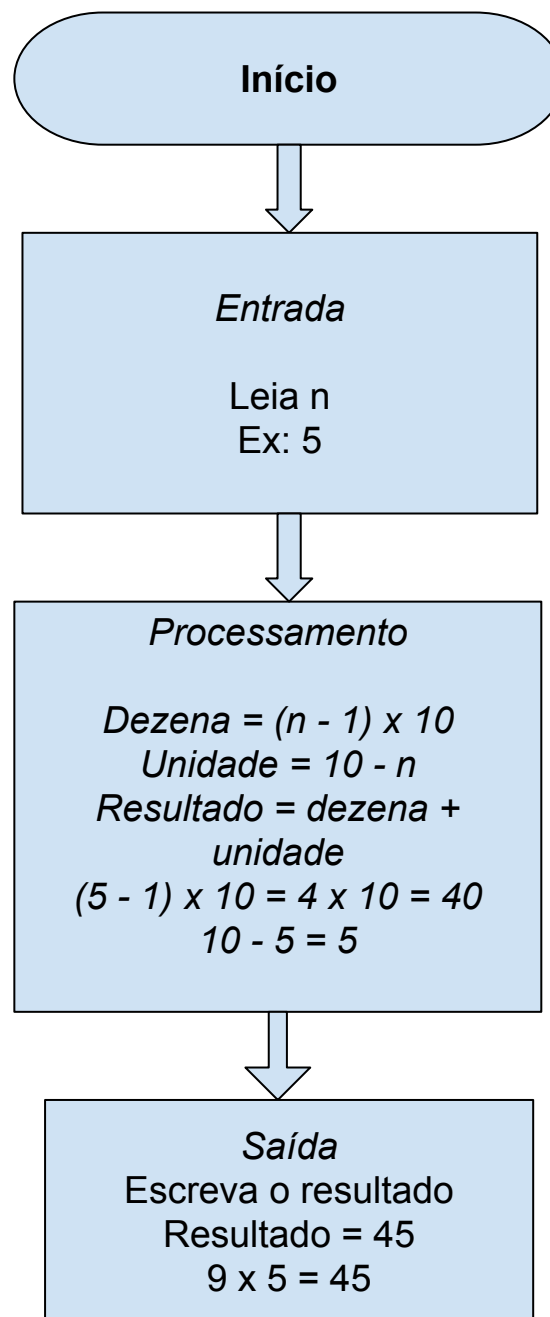 Início
Entrada
Leia n
Ex: 5
Processamento
Dezena = (n - 1) x 10
Unidade = 10 - n
Resultado = dezena +
unidade
(5 - 1) x 10 = 4 x 10 = 40
10 - 5 = 5
Saída
Escreva o resultado
Resultado = 45
9 x 5 = 45